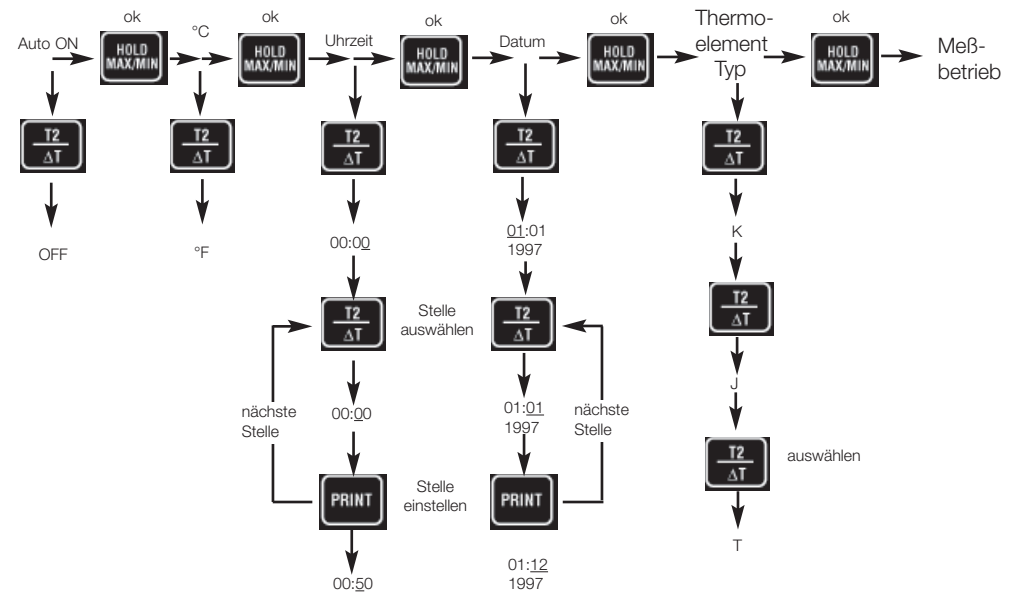 ok
ok
ok
ok
ok
Auto ON
HOLD
MAX/MIN
°C
HOLD
MAX/MIN
Uhrzeit
HOLD
MAX/MIN
Datum
HOLD
MAX/MIN
Thermo-
element
Typ
HOLD
MAX/MIN
Meß-
betrieb
T2
ΔT
T2
ΔT
T2
ΔT
T2
ΔT
T2
ΔT
OFF
°F
00:00
01:01
1997
K
T2
ΔT
Stelle
auswählen
T2
ΔT
T2
ΔT
nächste
Stelle
00:00
01:01
1997
nächste
Stelle
J
PRINT
Stelle
einstellen
PRINT
T2
ΔT
auswählen
00:50
01:12
1997
T